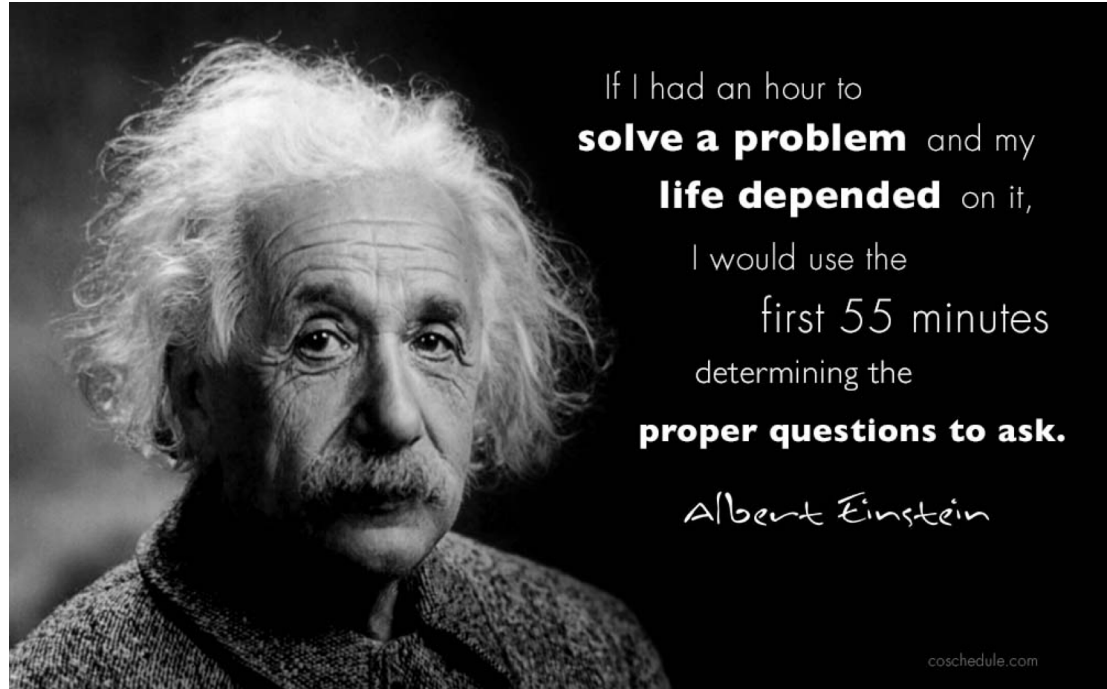 If I had an hour to
solve a problem and my
life depended on it,
I would use the
first 55 minutes
determining the
proper questions to ask.
Albert Einstein
coschedule.com